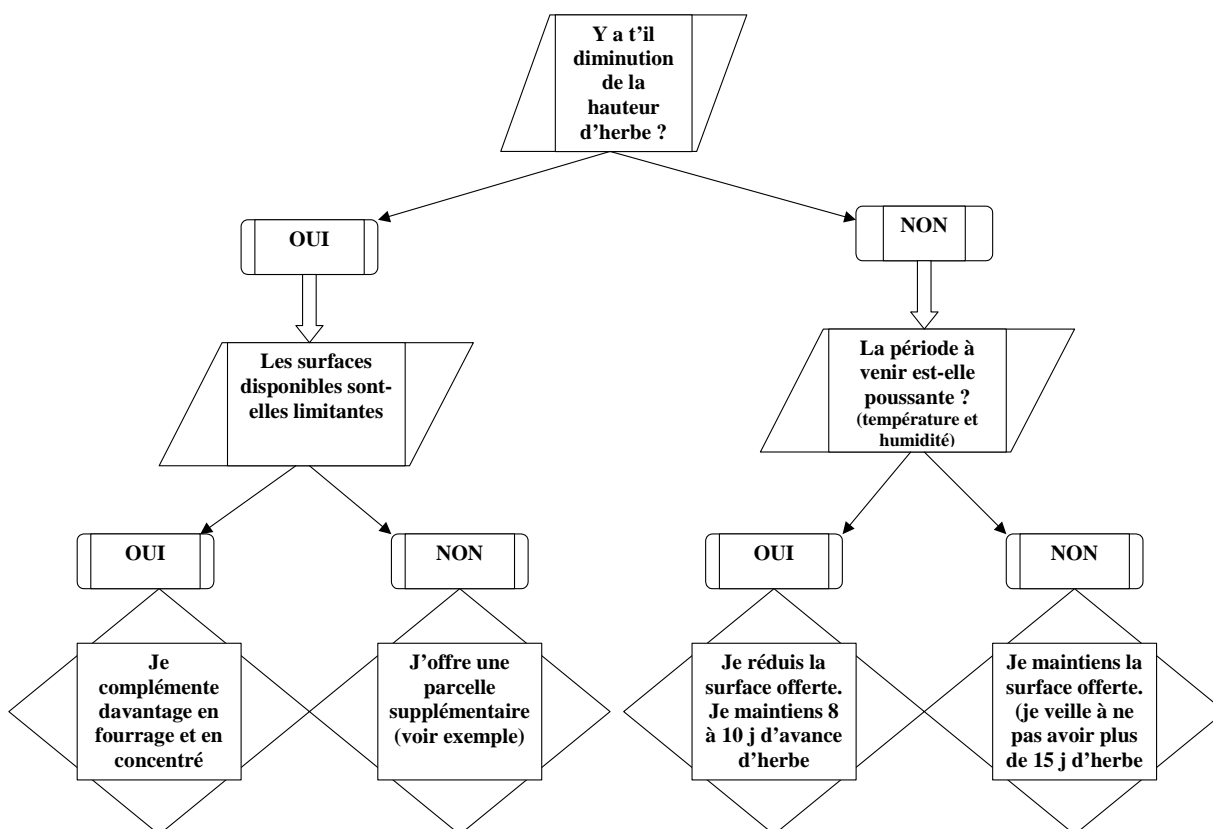 Y a t'il
diminution
de la
hauteur
d'herbe ?
OUI
NON
Les surfaces
disponibles sont-
elles limitantes
La période à
venir est-elle
poussante ?
(température et
humidité)
OUI
NON
OUI
NON
Je
complémente
davantage en
fourrage et en
concentré
J'offre une
parcelle
supplémentaire
(voir exemple)
Je réduis la
surface offerte.
Je maintiens 8
à 10 j d'avance
d'herbe
Je maintiens la
surface offerte.
(je veille à ne
pas avoir plus
de 15 j d'herbe